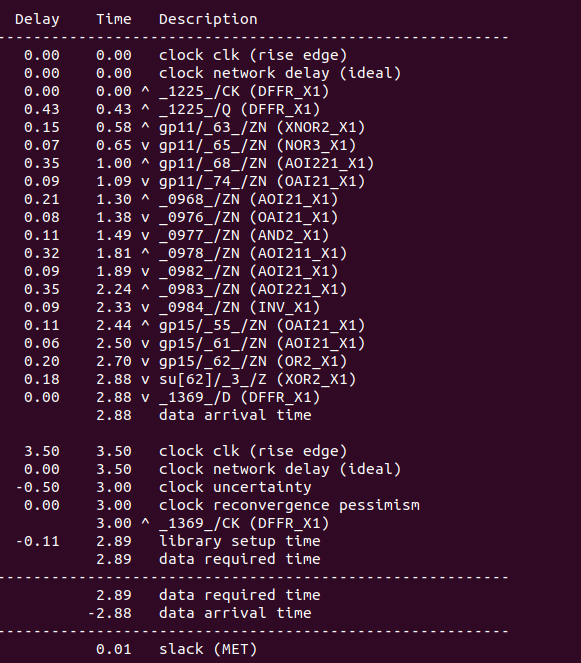 Delay    Time   Description
---------------------------------------------------------
 0.00    0.00   clock clk (rise edge)
 0.00    0.00   clock network delay (ideal)
 0.00    0.00 ^ _1225_/CK (DFFR_X1)
 0.43    0.43 ^ _1225_/Q (DFFR_X1)
 0.15    0.58 ^ gp11/_63_/ZN (XNOR2_X1)
 0.07    0.65 v gp11/_65_/ZN (NOR3_X1)
 0.35    1.00 ^ gp11/_68_/ZN (AOI221_X1)
 0.09    1.09 v gp11/_74_/ZN (OAI21_X1)
 0.21    1.30 ^ _0968_/ZN (AOI21_X1)
 0.08    1.38 v _0976_/ZN (OAI21_X1)
 0.11    1.49 v _0977_/ZN (AND2_X1)
 0.32    1.81 ^ _0978_/ZN (AOI211_X1)
 0.09    1.89 v _0982_/ZN (AOI21_X1)
 0.35    2.24 ^ _0983_/ZN (AOI221_X1)
 0.09    2.33 v _0984_/ZN (INV_X1)
 0.11    2.44 ^ gp15/_55_/ZN (OAI21_X1)
 0.06    2.50 v gp15/_61_/ZN (AOI21_X1)
 0.20    2.70 v gp15/_62_/ZN (OR2_X1)
 0.18    2.88 v su[62]/_3_/Z (XOR2_X1)
 0.00    2.88 v _1369_/D (DFFR_X1)
         2.88   data arrival time

 3.50    3.50   clock clk (rise edge)
 0.00    3.50   clock network delay (ideal)
-0.50    3.00   clock uncertainty
 0.00    3.00   clock reconvergence pessimism
         3.00 ^ _1369_/CK (DFFR_X1)
-0.11    2.89   library setup time
         2.89   data required time
---------------------------------------------------------
         2.89   data required time
        -2.88   data arrival time
---------------------------------------------------------
         0.01   slack (MET)